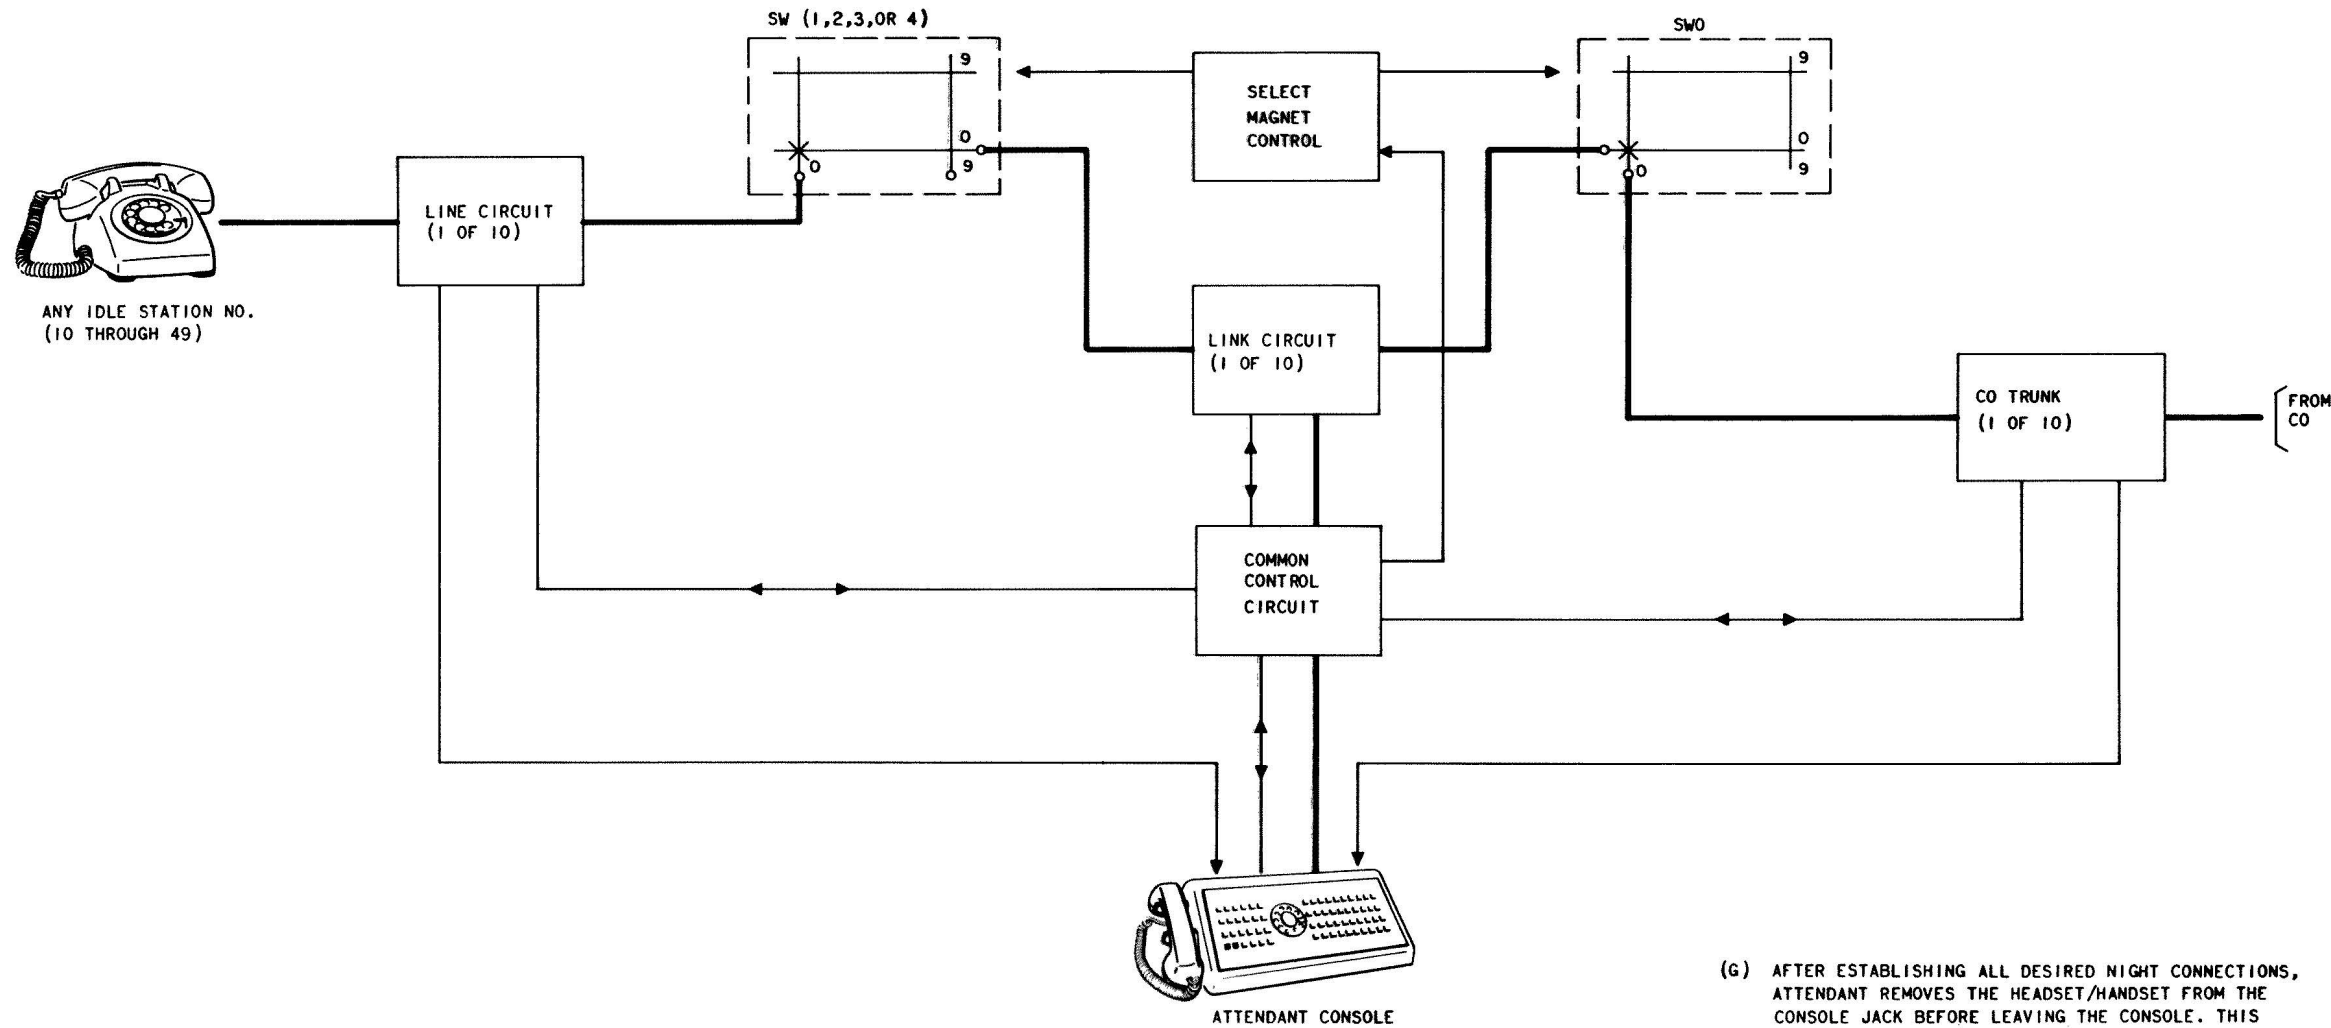 SW (1,2,3,OR 4)
SW0
9
0
0
9
SELECT
MAGNET
CONTROL
9
0
0
9
LINE CIRCUIT
(1 OF 10)
ANY IDLE STATION NO.
(10 THROUGH 49)
LINK CIRCUIT
(1 OF 10)
CO TRUNK
(1 OF 10)
FROM
CO
COMMON
CONTROL
CIRCUIT
ATTENDANT CONSOLE
(G) AFTER ESTABLISHING ALL DESIRED NIGHT CONNECTIONS,
ATTENDANT REMOVES THE HEADSET/HANDSET FROM THE
CONSOLE JACK BEFORE LEAVING THE CONSOLE. THIS